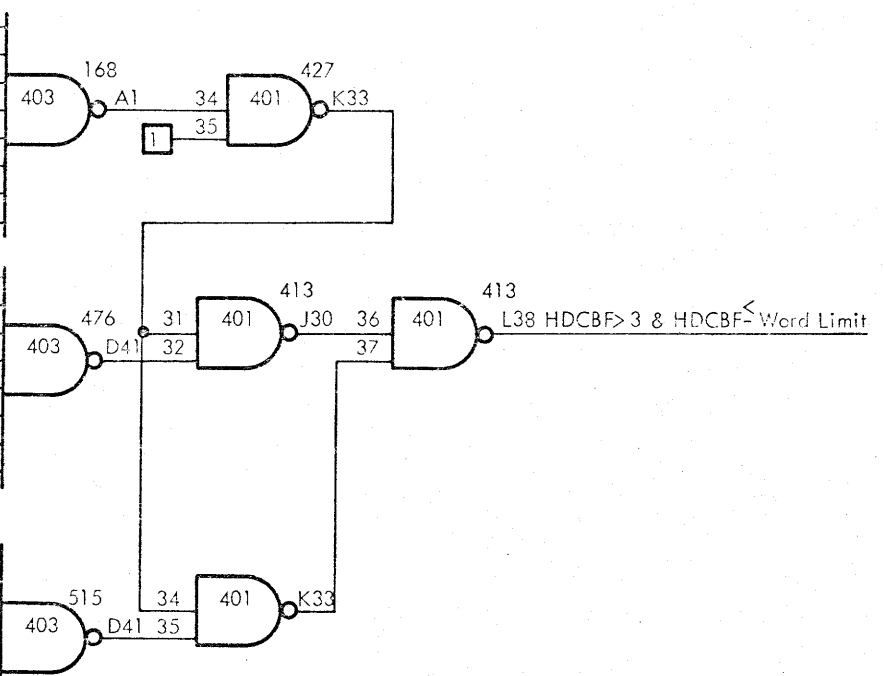 168 427
403 A1 34 401 K33
1 35
413 413
476 31 401 J30 36 401 L38 HDCBF> 3 & HDCBF≤ Word Limit
403 D41 32 37
515 34 401 K33
403 D41 35